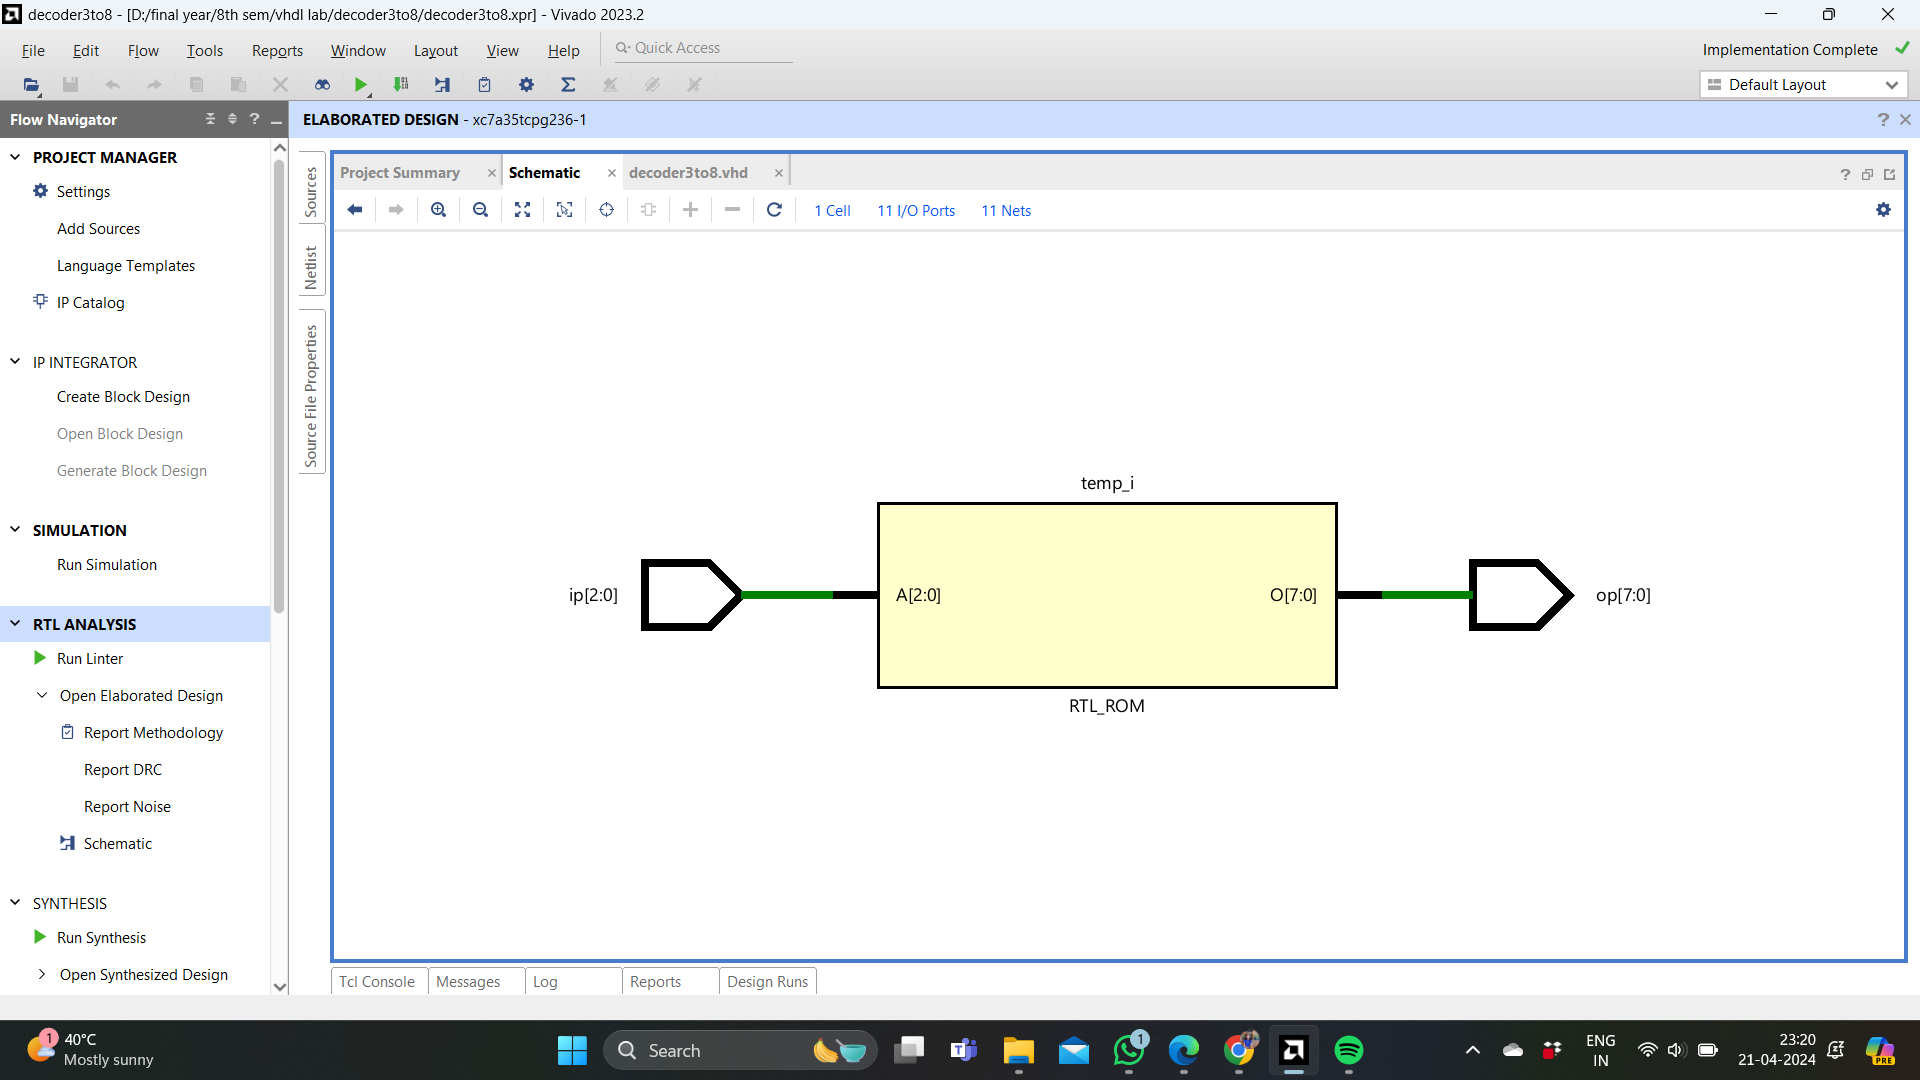 decoder3to8 - [D:/final year/8th sem/vhdl lab/decoder3to8/decoder3to8.xpr] - Vivado 2023.2
File Edit Flow Tools Reports Window Layout View Help Quick Access
Implementation Complete
Default Layout
Flow Navigator
ELABORATED DESIGN - xc7a35tcpg236-1
PROJECT MANAGER
Settings
Add Sources
Language Templates
IP Catalog
IP INTEGRATOR
Create Block Design
Open Block Design
Generate Block Design
SIMULATION
Run Simulation
RTL ANALYSIS
Run Linter
Open Elaborated Design
Report Methodology
Report DRC
Report Noise
Schematic
SYNTHESIS
Run Synthesis
Open Synthesized Design
Sources
Netlist
Source File Properties
Project Summary Schematic decoder3to8.vhd
1 Cell 11 I/O Ports 11 Nets
temp_i
ip[2:0] A[2:0] O[7:0] op[7:0]
RTL_ROM
Tcl Console Messages Log Reports Design Runs
1
40°C
Mostly sunny
Search
1
ENG
IN
23:20
21-04-2024
PRE